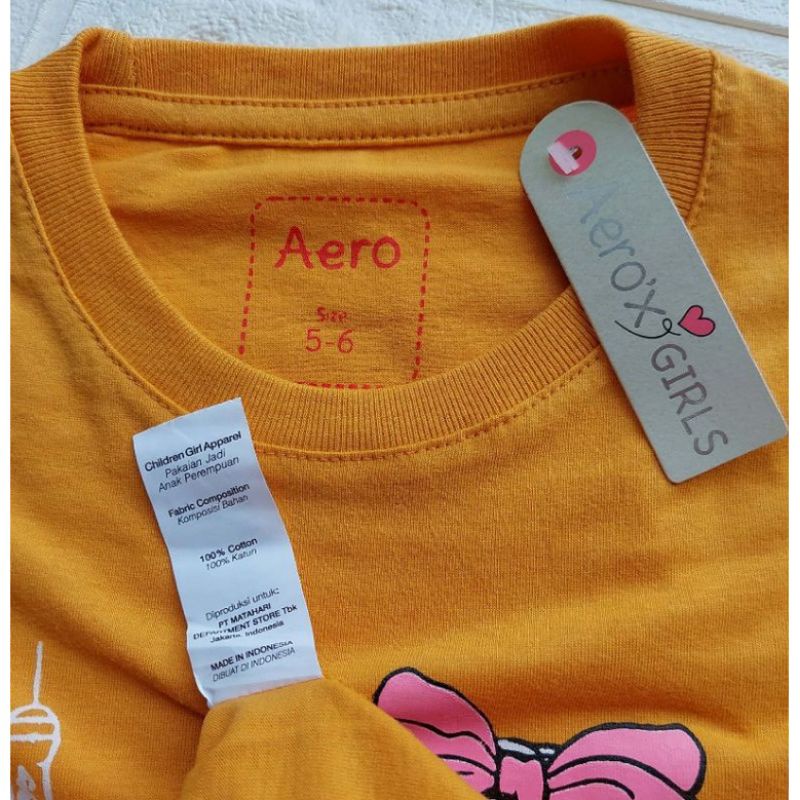 Aero
Size
5-6
Aero'x
GIRLS
Children Girl Apparel
Pakaian Jadi
Anak Perempuan
Fabric Composition
Komposisi Bahan
100% Cotton
100% Katun
Diproduksi untuk:
PT MATAHARI
DEPARTMENT STORE Tbk
Jakarta, Indonesia
MADE IN INDONESIA
DIBUAT DI INDONESIA